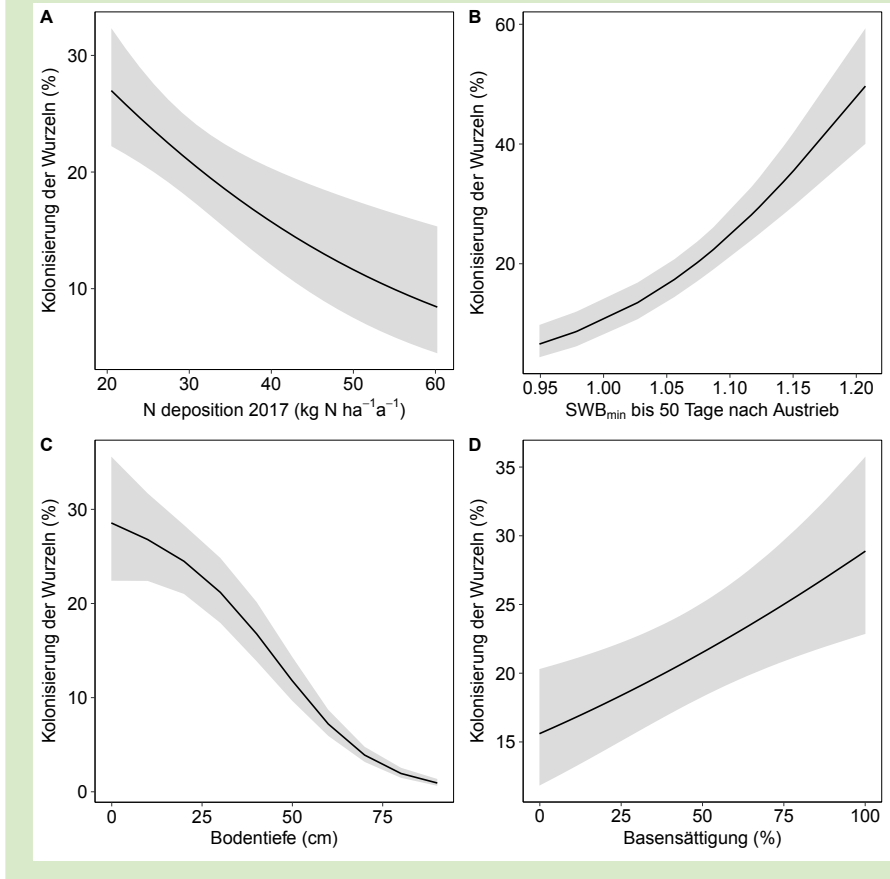 A
Kolonisierung der Wurzeln (%)
30
20
10
20 30 40 50 60
N deposition 2017 (kg N ha⁻¹a⁻¹)
B
Kolonisierung der Wurzeln (%)
60
40
20
0.95 1.00 1.05 1.10 1.15 1.20
SWBmin bis 50 Tage nach Austrieb
C
Kolonisierung der Wurzeln (%)
30
20
10
0
0 25 50 75
Bodentiefe (cm)
D
Kolonisierung der Wurzeln (%)
35
30
25
20
15
0 25 50 75 100
Basensättigung (%)